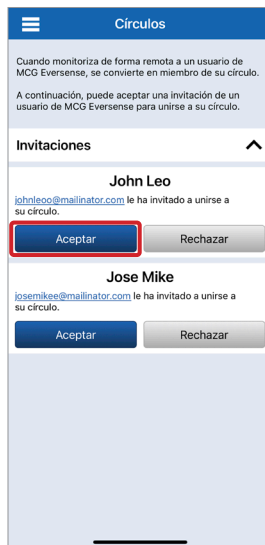 Círculos
Cuando monitoriza de forma
remota a un usuario de
MCG Eversense, se convierte en miembro de su círculo.
A continuación, puede aceptar una invitación de un
usuario de MCG Eversense para unirse a su círculo.
Invitaciones
John Leo
johnleoo@mailinator.com le ha invitado a unirse a
su círculo.
Aceptar
Rechazar
Jose Mike
josemikee@mailinator.com le ha invitado a unirse a
su círculo.
Aceptar
Rechazar